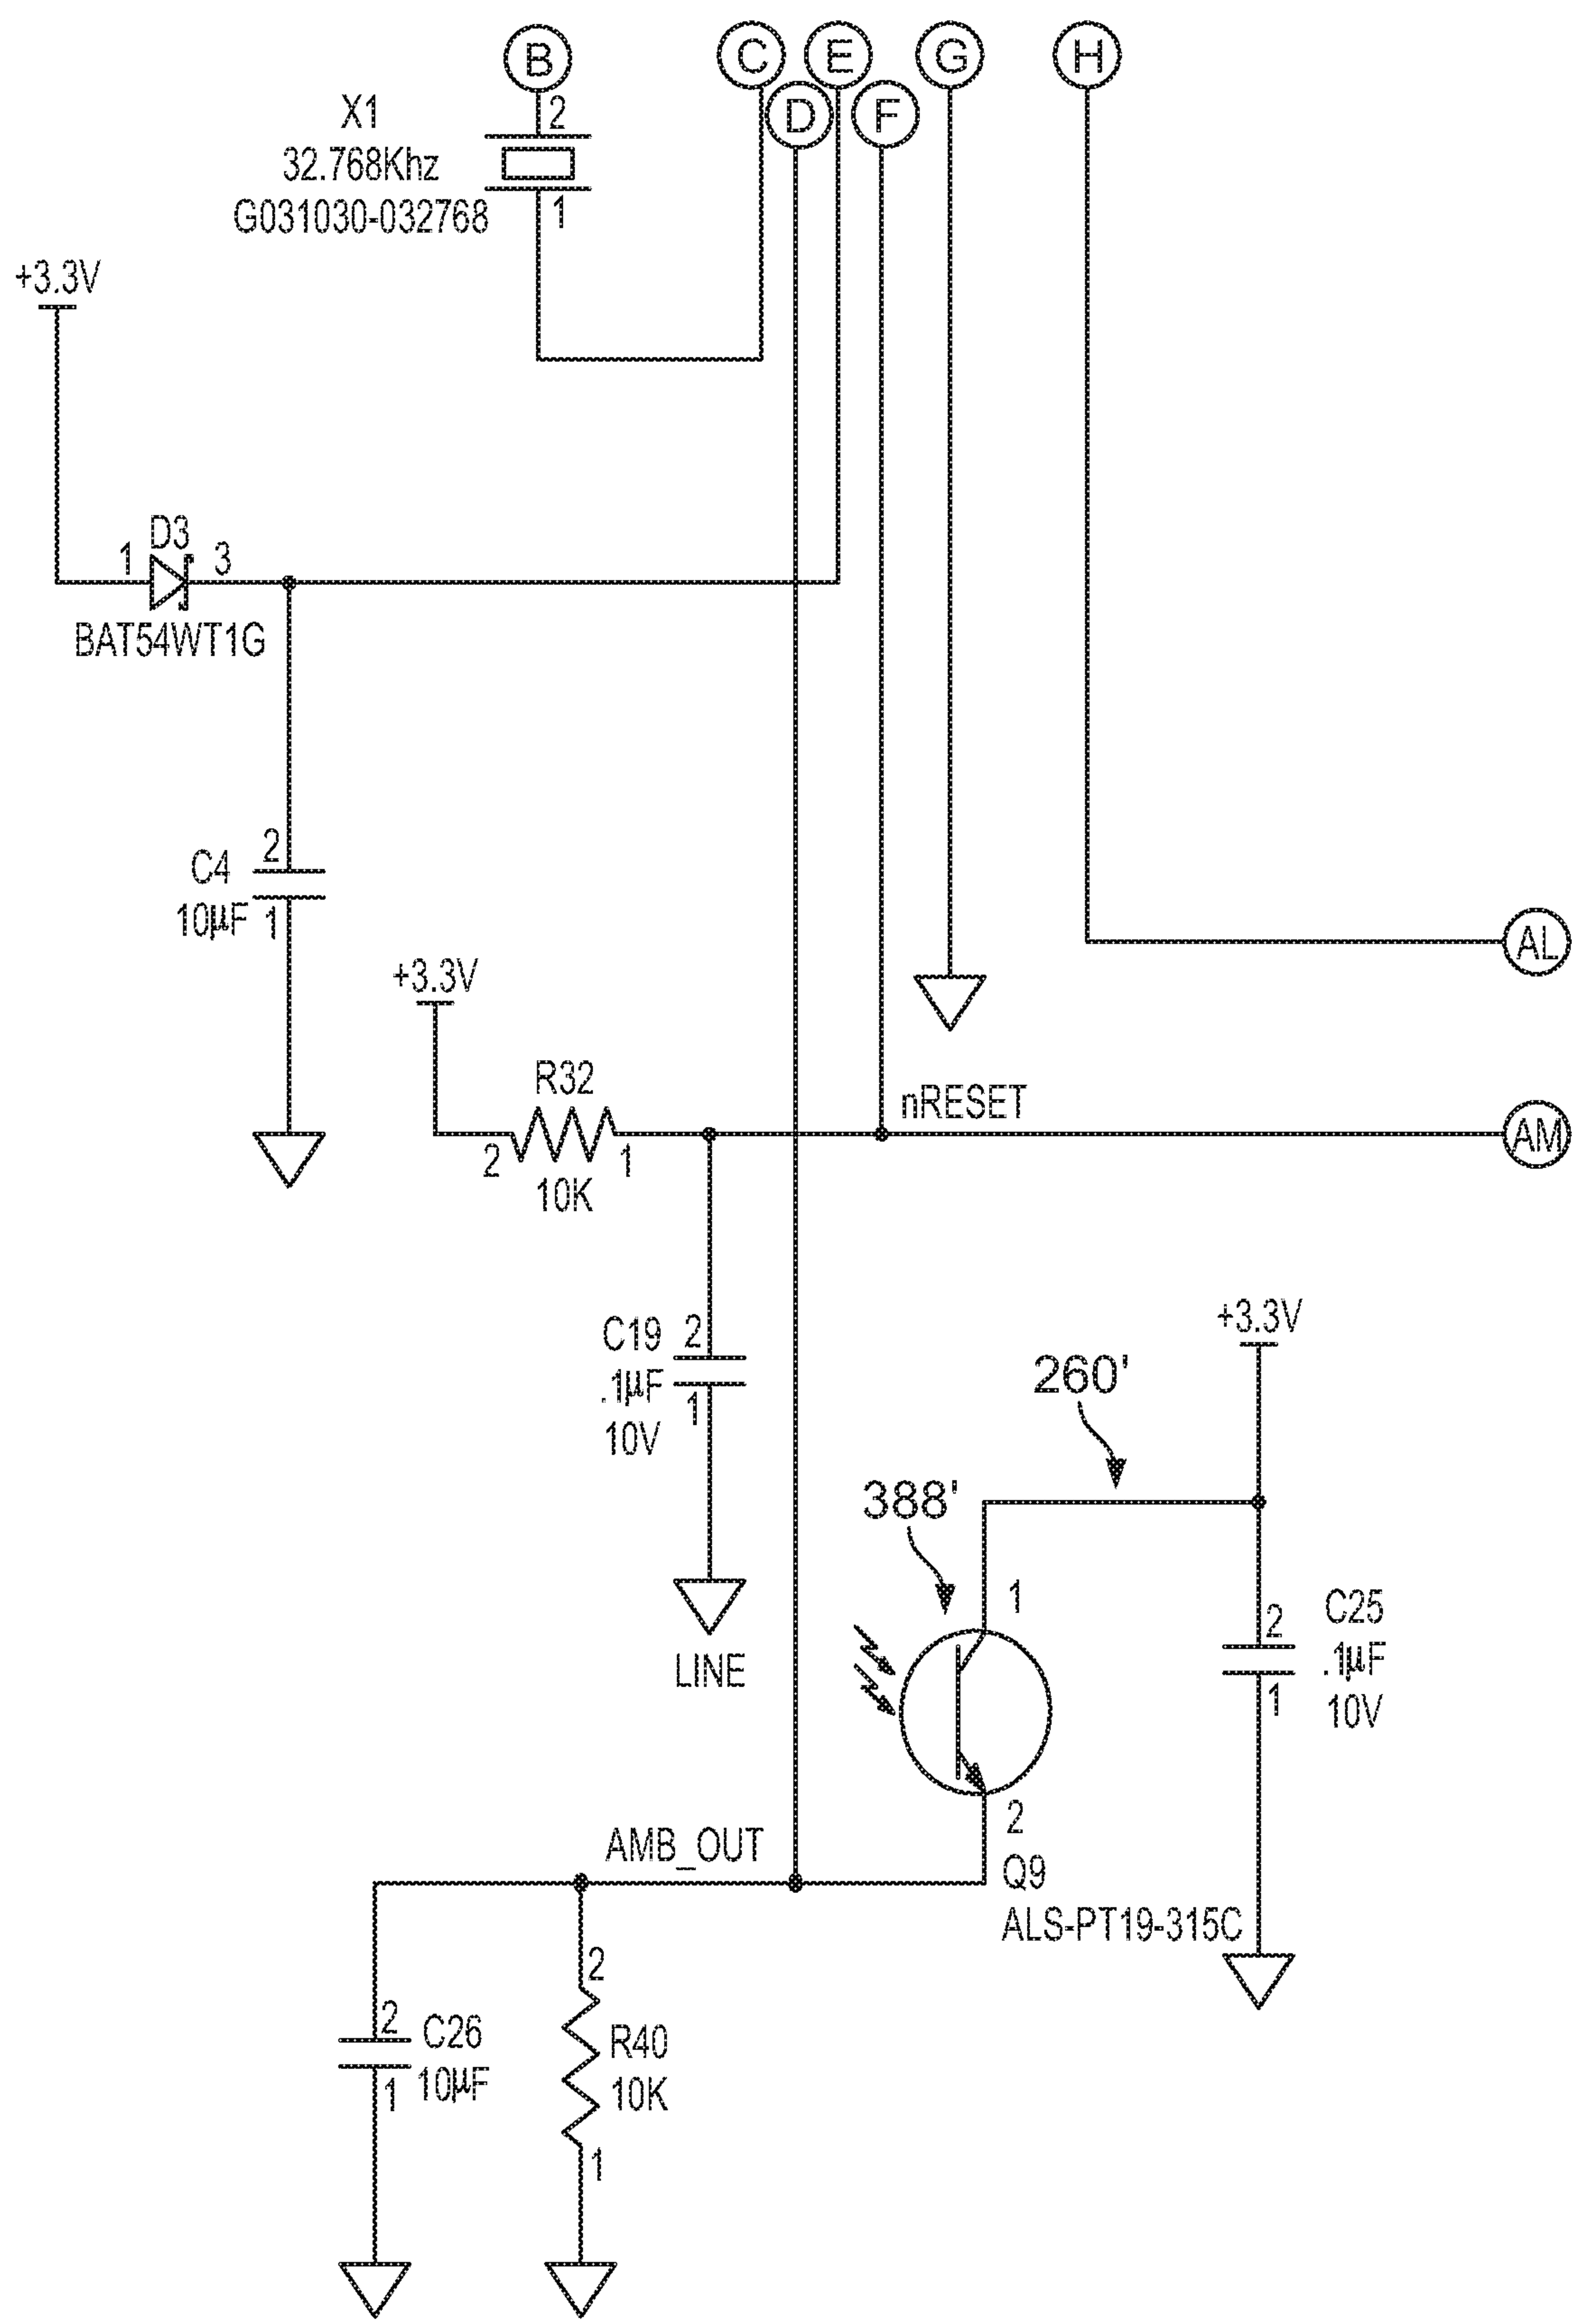 B
C
E
G
H
D
F
2
X1
32.768Khz
G031030-032768
1
+3.3V
D3
1
3
BAT54WT1G
2
C4
10µF
1
AL
+3.3V
R32
nRESET
2
1
10K
AM
C19
2
.1µF
1
10V
+3.3V
260'
388'
1
LINE
2
C25
.1µF
1
10V
2
AMB_OUT
Q9
ALS-PT19-315C
2
2
C26
10µF
1
R40
10K
1